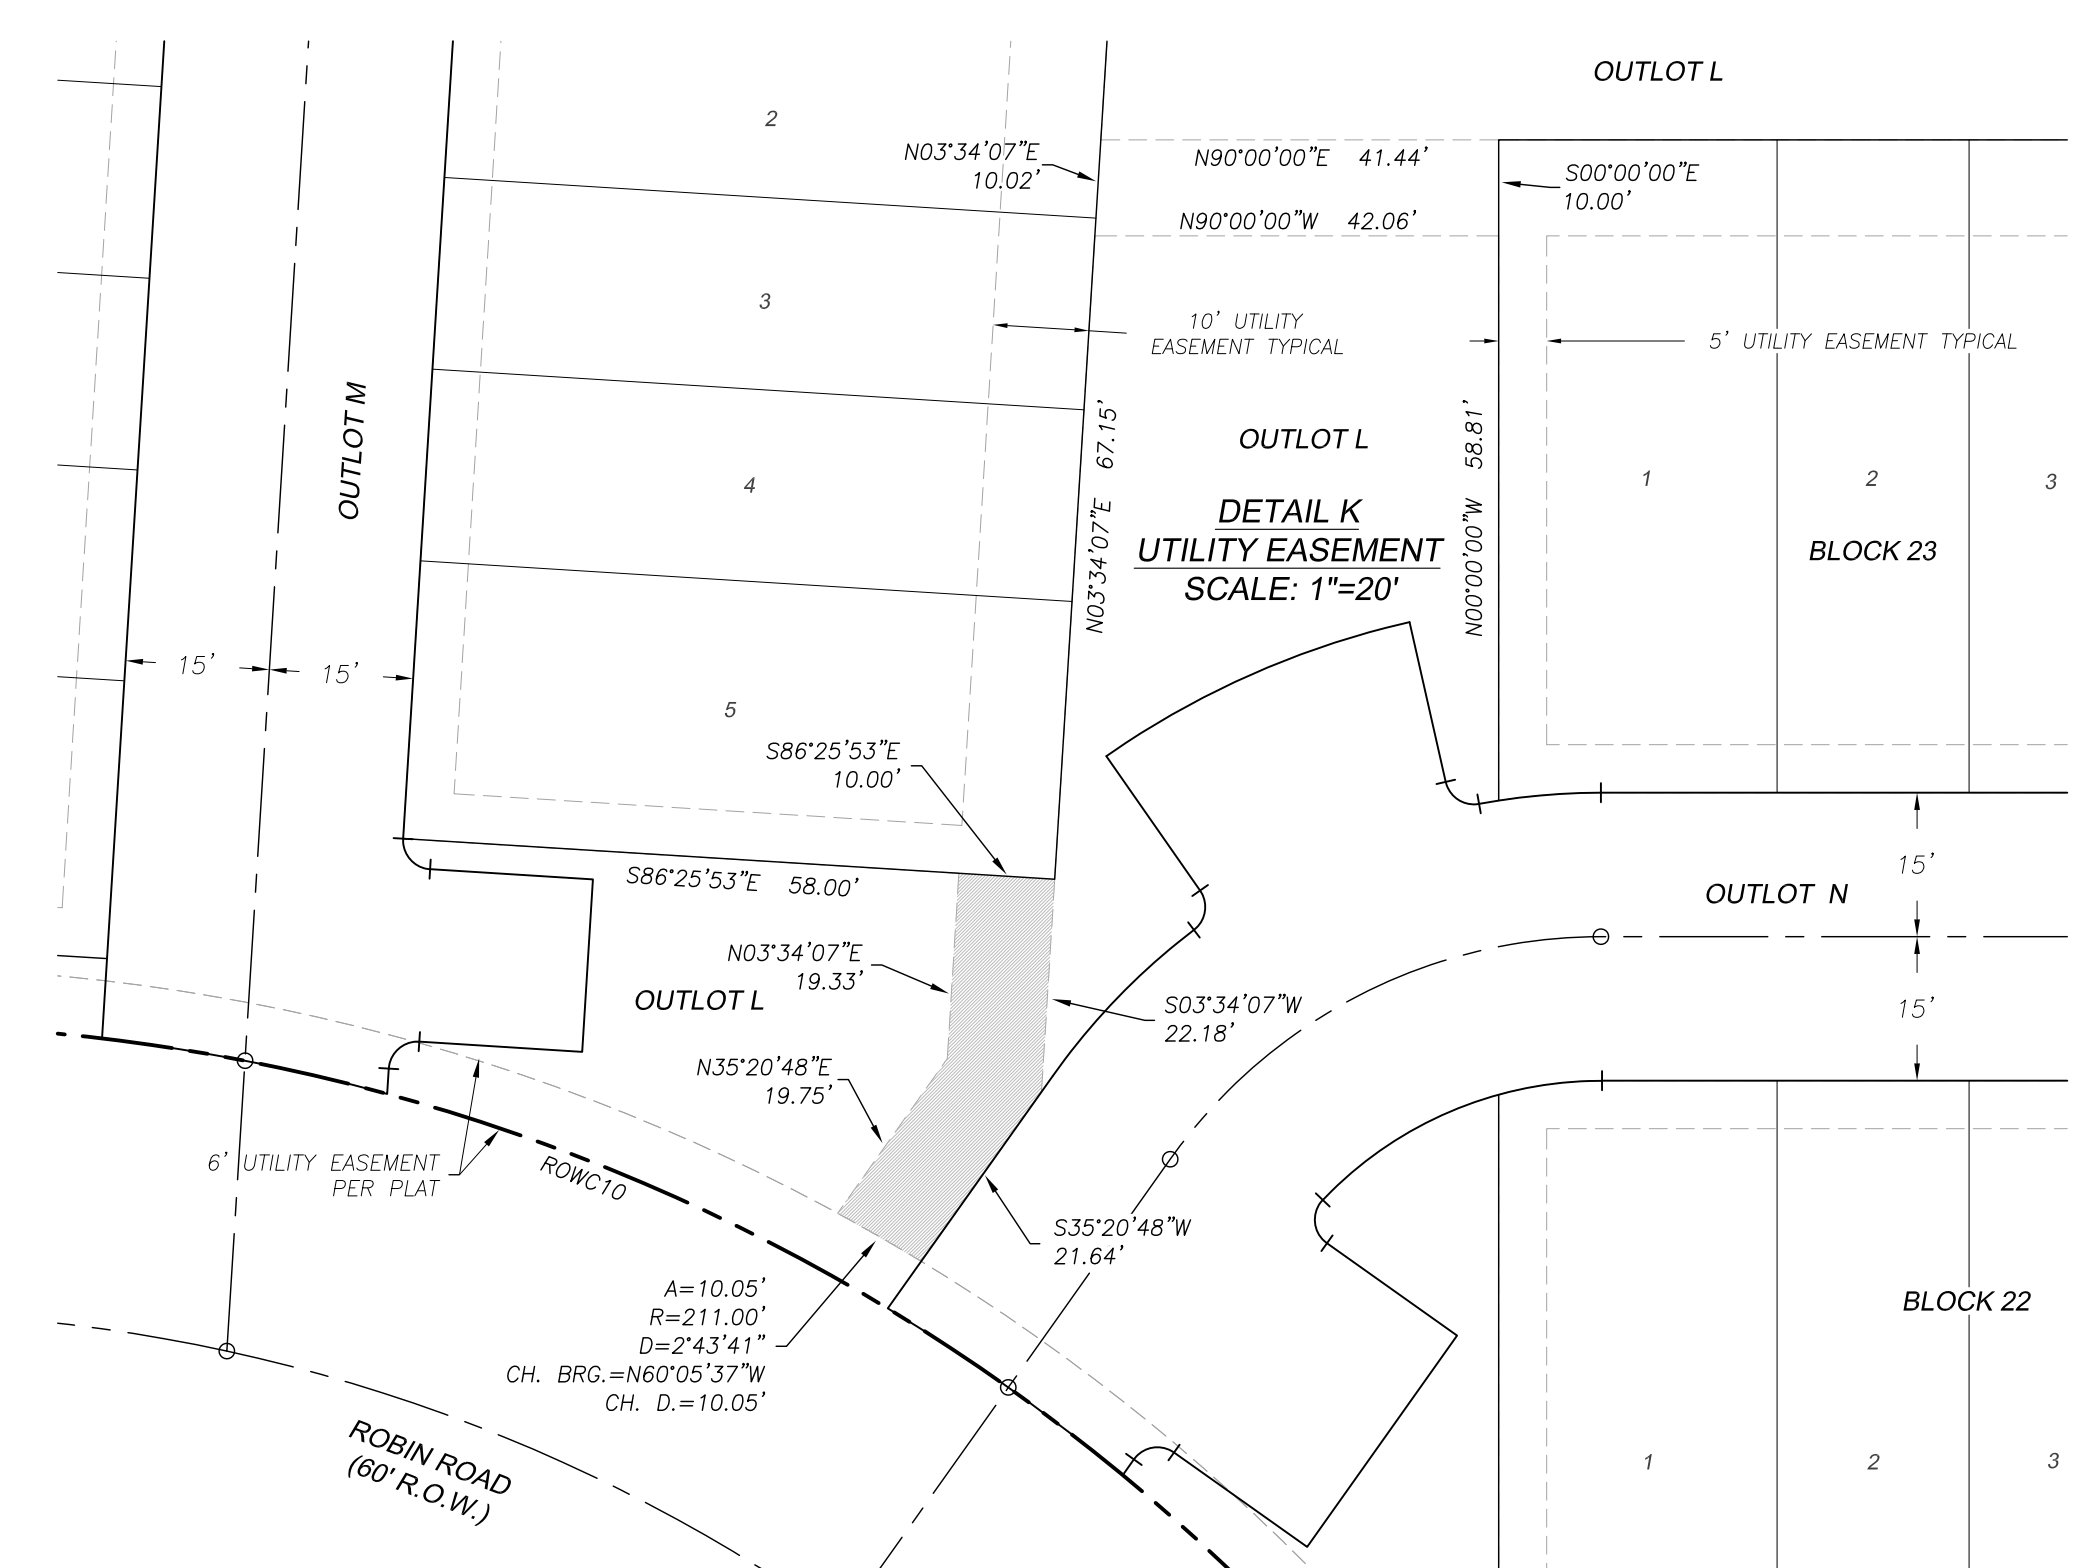 OUTLOT L
2
N03°34'07"E
10.02'
N90°00'00"E 41.44'
S00°00'00"E
10.00'
N90°00'00"W 42.06'
3
10' UTILITY
EASEMENT TYPICAL
5' UTILITY EASEMENT TYPICAL
OUTLOT M
N03°34'07"E 67.15'
OUTLOT L
N00°00'00"W 58.81'
4
1
2
3
DETAIL K
UTILITY EASEMENT
SCALE: 1"=20'
BLOCK 23
15'
15'
5
S86°25'53"E
10.00'
S86°25'53"E 58.00'
15'
OUTLOT N
N03°34'07"E
19.33'
OUTLOT L
S03°34'07"W
22.18'
15'
N35°20'48"E
19.75'
6' UTILITY EASEMENT
PER PLAT
ROWC10
S35°20'48"W
21.64'
A=10.05'
R=211.00'
D=2°43'41"
CH. BRG.=N60°05'37"W
CH. D.=10.05'
BLOCK 22
ROBIN ROAD
(60' R.O.W.)
1
2
3